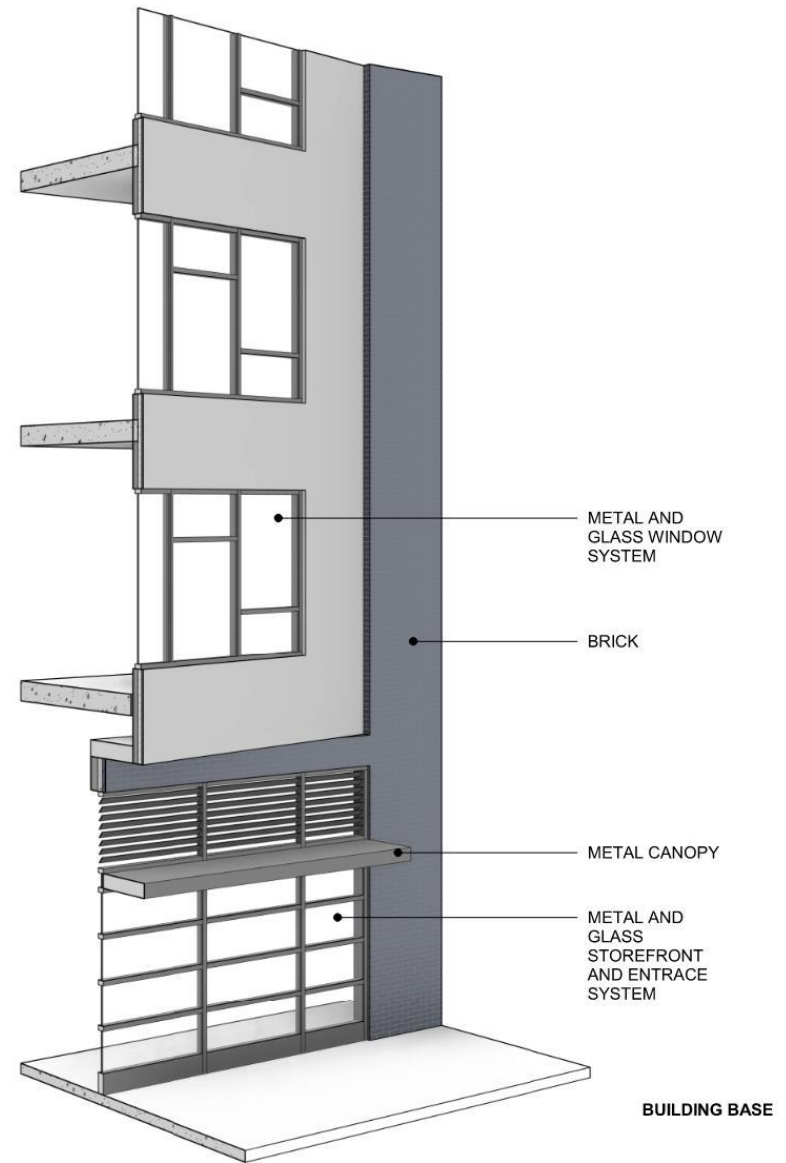 METAL AND
GLASS WINDOW
SYSTEM
BRICK
METAL CANOPY
METAL AND
GLASS
STOREFRONT
AND ENTRACE
SYSTEM
BUILDING BASE